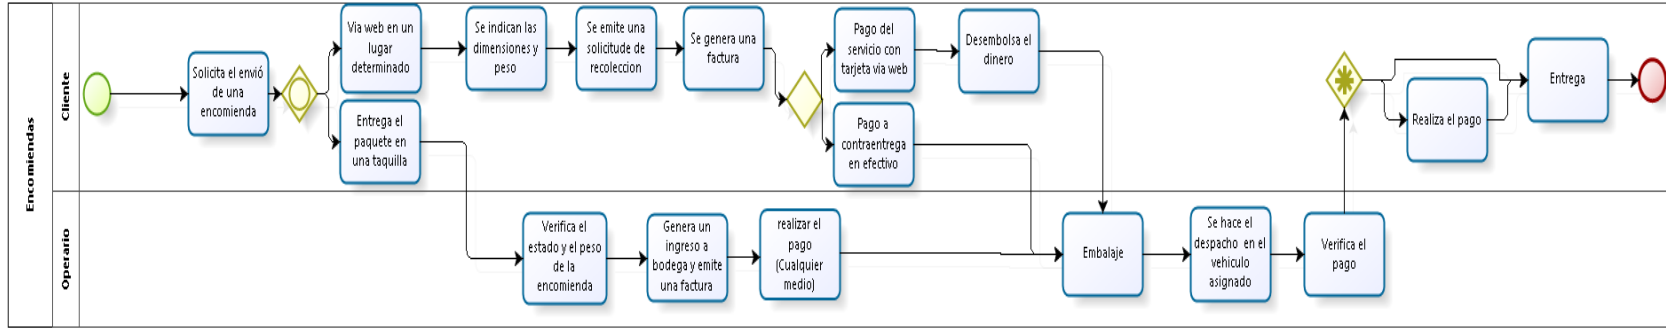 Encomiendas
Cliente
Solicita el envió
de una
encomienda
Via web en un
lugar
determinado
Entrega el
paquete en
una taquilla
Se indican las
dimensiones y
peso
Se emite una
solicitud de
recoleccion
Se genera una
factura
Pago del
servicio con
tarjeta via web
Pago a
contraentrega
en efectivo
Desembolsa el
dinero
Realiza el pago
Entrega
Operario
Verifica el
estado y el peso
de la
encomienda
Genera un
ingreso a
bodega y emite
una factura
realizar el
pago
(Cualquier
medio)
Embalaje
Se hace el
despacho en el
vehiculo
asignado
Verifica el
pago